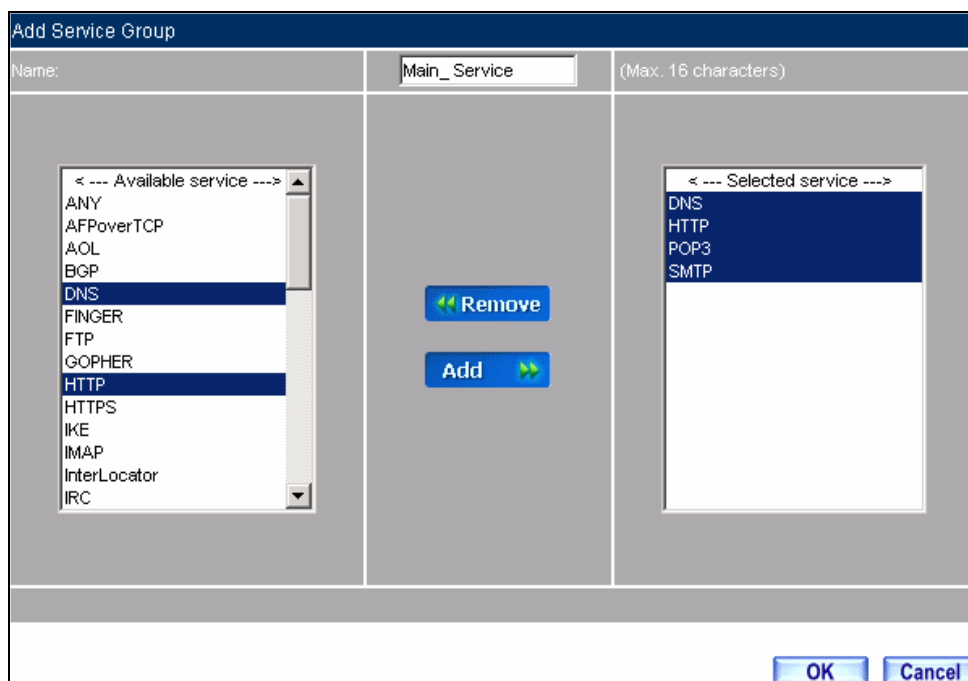 Add Service Group
Name:
Main_ Service
(Max. 16 characters)
< --- Available service --->
ANY
AFPoverTCP
AOL
BGP
DNS
FINGER
FTP
GOPHER
HTTP
HTTPS
IKE
IMAP
InterLocator
IRC
Remove
Add
< --- Selected service --->
DNS
HTTP
POP3
SMTP
OK
Cancel